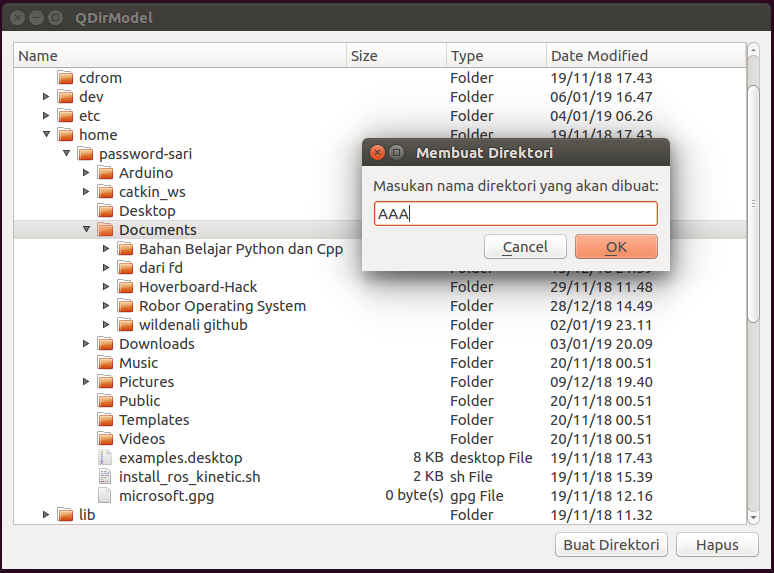 QDirModel
Name Size Type Date Modified
cdrom Folder 19/11/18 17.43
dev Folder 06/01/19 16.47
etc Folder 04/01/19 06.26
home Folder 19/11/18 17.43
password-sari
Arduino
catkin_ws
Desktop
Documents
Bahan Belajar Python dan Cpp
dari fd
Hoverboard-Hack Folder 29/11/18 11.48
Robor Operating System Folder 28/12/18 14.49
wildenali github Folder 02/01/19 23.11
Downloads Folder 03/01/19 20.09
Music Folder 20/11/18 00.51
Pictures Folder 09/12/18 19.40
Public Folder 20/11/18 00.51
Templates Folder 20/11/18 00.51
Videos Folder 20/11/18 00.51
examples.desktop 8 KB desktop File 19/11/18 17.43
install_ros_kinetic.sh 2 KB sh File 19/11/18 15.39
microsoft.gpg 0 byte(s) gpg File 19/11/18 12.16
lib Folder 19/11/18 11.32
Membuat Direktori
Masukan nama direktori yang akan dibuat:
AAA
Cancel OK
Buat Direktori Hapus